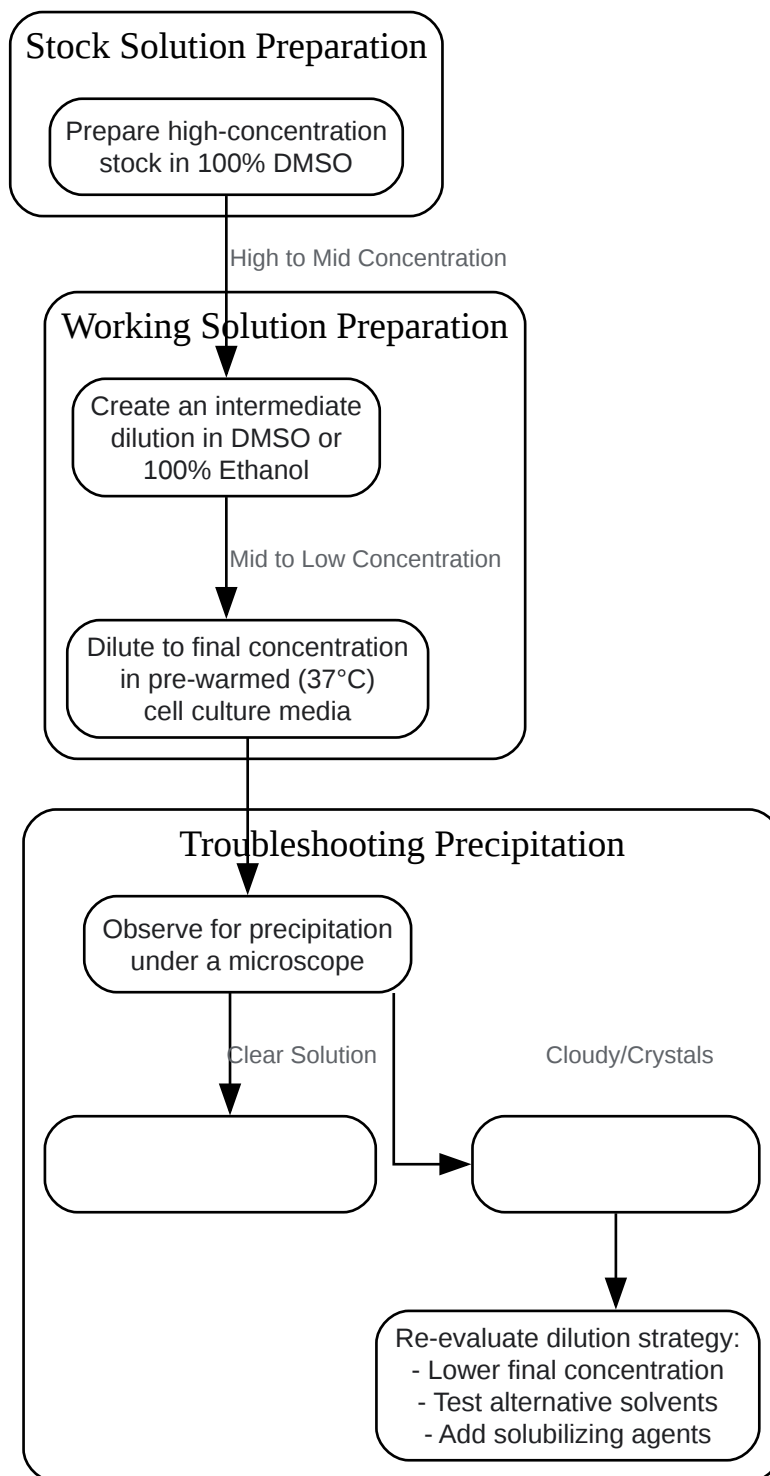 Stock Solution Preparation
Prepare high-concentration
stock in 100% DMSO
High to Mid Concentration
Working Solution Preparation
Create an intermediate
dilution in DMSO or
100% Ethanol
Mid to Low Concentration
Dilute to final concentration
in pre-warmed (37°C)
cell culture media
Troubleshooting Precipitation
Observe for precipitation
under a microscope
Clear Solution
Cloudy/Crystals
Re-evaluate dilution strategy:
- Lower final concentration
- Test alternative solvents
- Add solubilizing agents